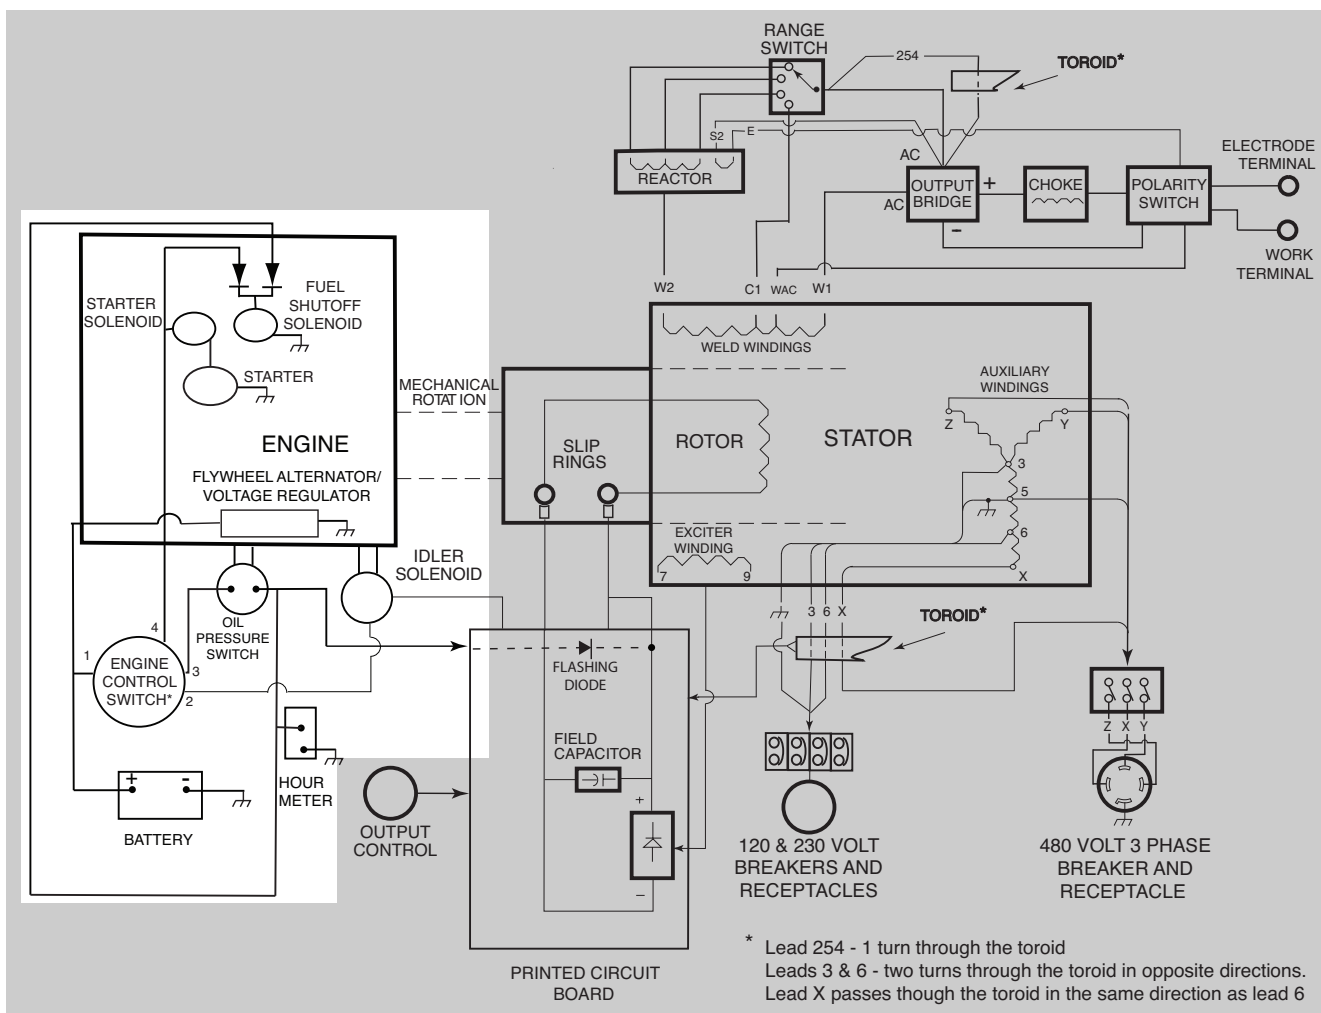 RANGE
SWITCH
254
TOROID*
S2
E
REACTOR
AC
AC
OUTPUT
BRIDGE
+
-
CHOKE
POLARITY
SWITCH
ELECTRODE
TERMINAL
WORK
TERMINAL
W2
C1
WAC
W1
FUEL
SHUTOFF
SOLENOID
STARTER
SOLENOID
STARTER
ENGINE
FLYWHEEL ALTERNATOR/
VOLTAGE REGULATOR
MECHANICAL
ROTATION
WELD WINDINGS
SLIP
RINGS
ROTOR
STATOR
AUXILIARY
WINDINGS
Z
Y
3
5
6
X
EXCITER
WINDING
7
9
IDLER
SOLENOID
OIL
PRESSURE
SWITCH
4
1
3
2
ENGINE
CONTROL
SWITCH*
HOUR
METER
+
-
BATTERY
FLASHING
DIODE
FIELD
CAPACITOR
+
-
OUTPUT
CONTROL
PRINTED CIRCUIT
BOARD
3 6 X
TOROID*
120 & 230 VOLT
BREAKERS AND
RECEPTACLES
Z X Y
480 VOLT 3 PHASE
BREAKER AND
RECEPTACLE
* Lead 254 - 1 turn through the toroid
Leads 3 & 6 - two turns through the toroid in opposite directions.
Lead X passes though the toroid in the same direction as lead 6